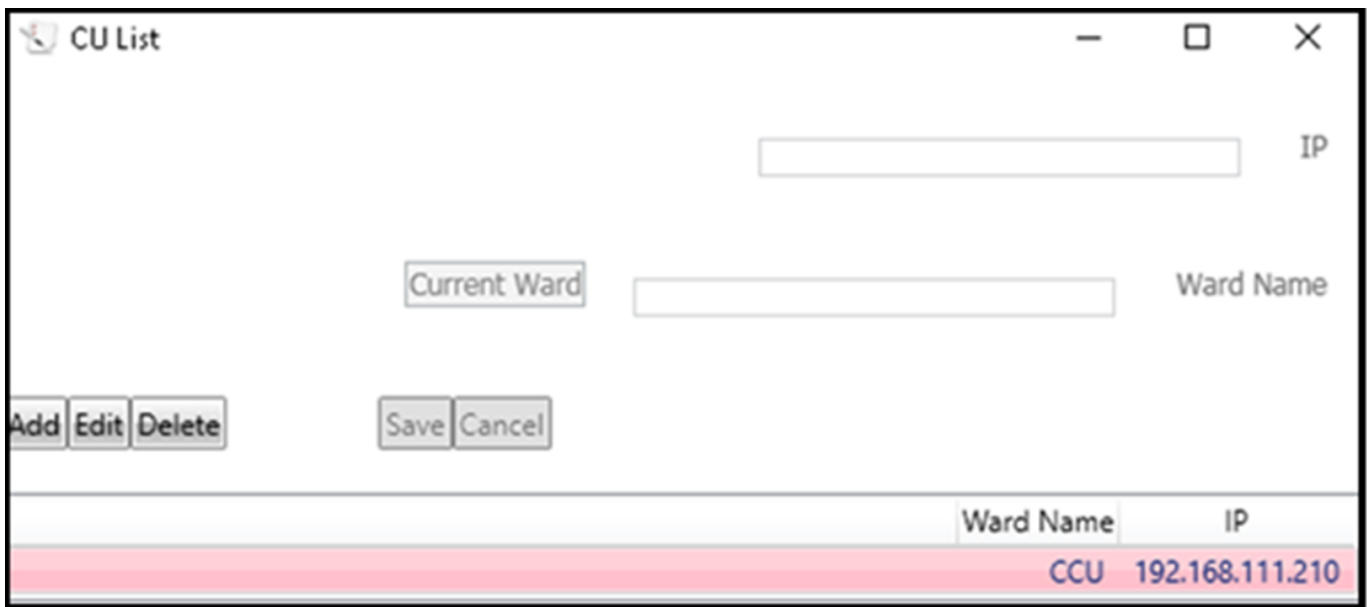 CU List
IP
Current Ward Ward Name
Add Edit Delete Save Cancel
Ward Name IP
CCU 192.168.111.210